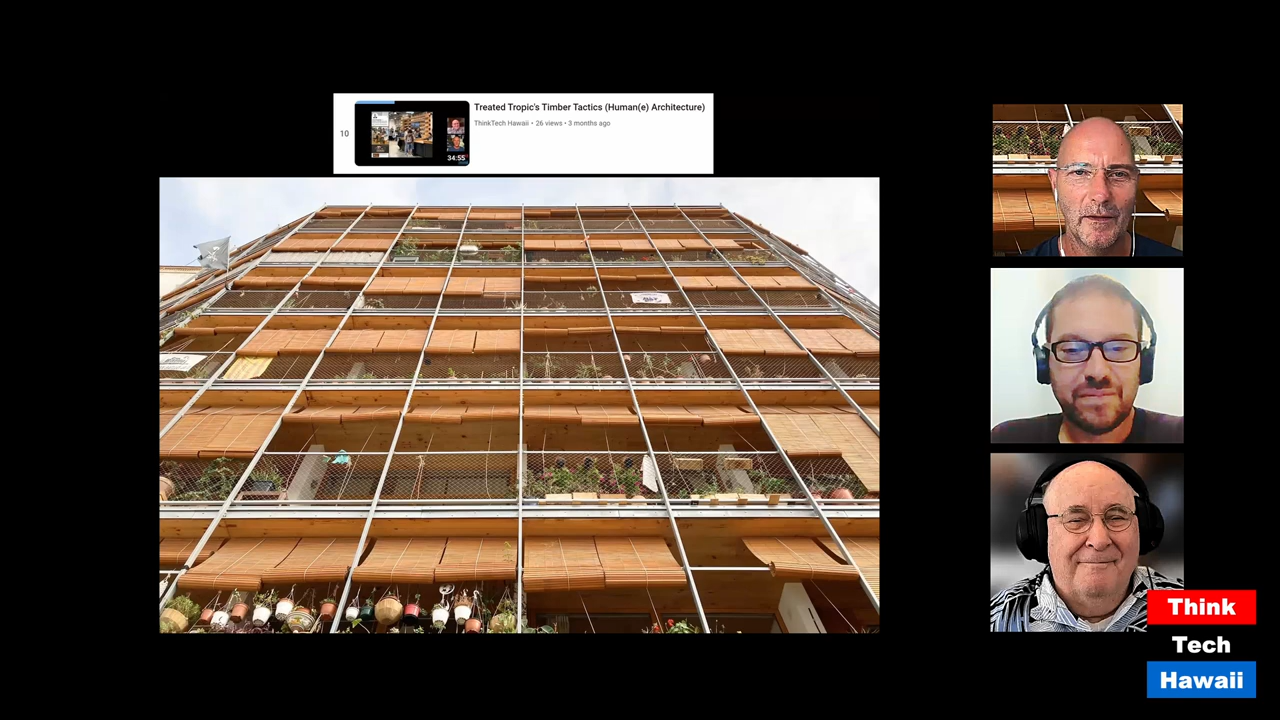 10
34:55
Treated Tropic's Timber Tactics (Human(e) Architecture)
ThinkTech Hawaii • 26 views • 3 months ago
Think
Tech
Hawaii